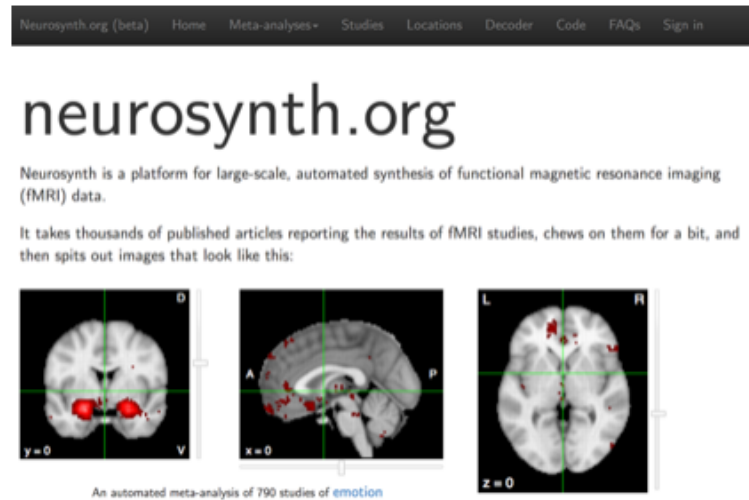 Neurosynth.org (beta) Home Meta-analyses Studies Locations Decoder Code FAQs Sign in
neurosynth.org
Neurosynth is a platform for large-scale, automated synthesis of functional magnetic resonance imaging
(fMRI) data.
It takes thousands of published articles reporting the results of fMRI studies, chews on them for a bit, and
then spits out images that look like this:
D
y = 0
V
A
P
x = 0
L
R
z = 0
An automated meta-analysis of 790 studies of emotion